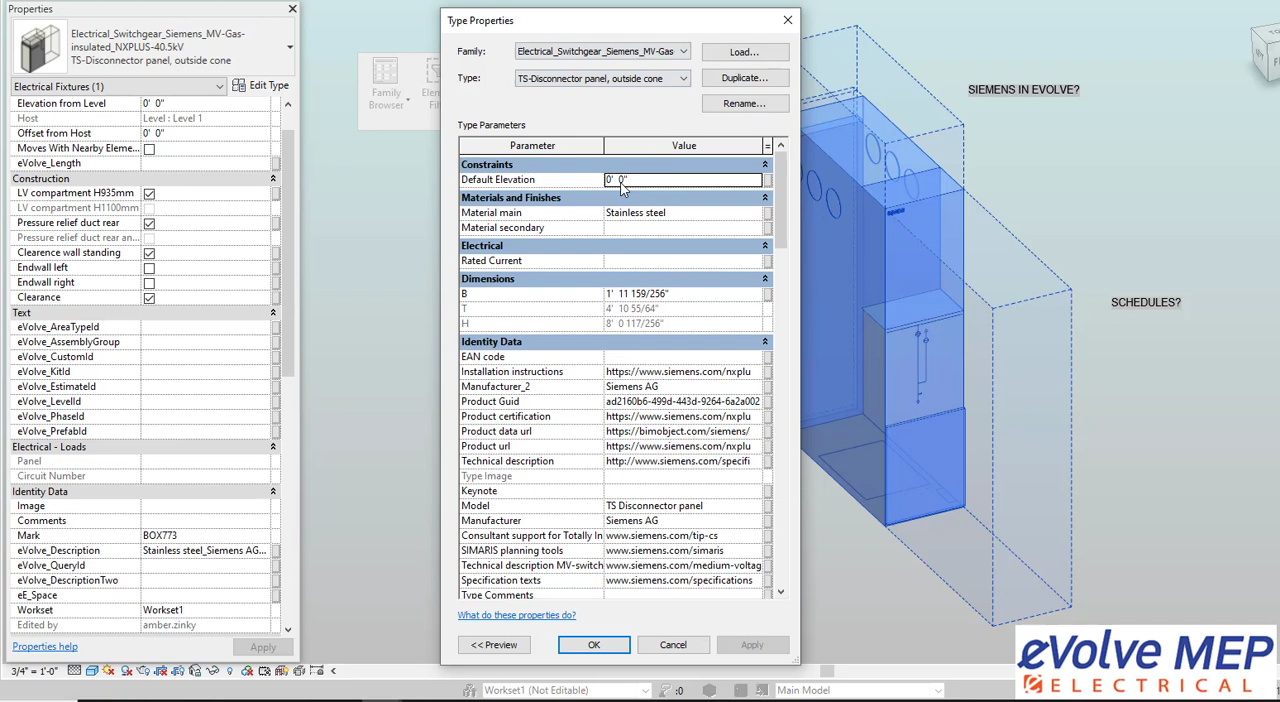 Properties
Electrical_Switchgear_Siemens_MV-Gas-
insulated_NXPLUS-40.5kV
TS-Disconnector panel, outside cone
Electrical Fixtures (1)
Edit Type
Elevation from Level 0' 0"
Host Level : Level 1
Offset from Host 0' 0"
Moves With Nearby Eleme...
eVolve_Length
Construction
LV compartment H935mm
LV compartment H1100mm
Pressure relief duct rear
Pressure relief duct rear an...
Clearence wall standing
Endwall left
Endwall right
Clearance
Text
eVolve_AreaTypeId
eVolve_AssemblyGroup
eVolve_CustomId
eVolve_KitId
eVolve_EstimateId
eVolve_LevelId
eVolve_PhaseId
eVolve_PrefabId
Electrical - Loads
Panel
Circuit Number
Identity Data
Image
Comments
Mark BOX773
eVolve_Description Stainless steel_Siemens AG...
eVolve_QueryId
eVolve_DescriptionTwo
eE_Space
Workset Workset1
Edited by amber.zinky
Properties help
Apply
3/4" = 1'-0"
Family
Browser
Type Properties
Family: Electrical_Switchgear_Siemens_MV-Gas
Load...
Type: TS-Disconnector panel, outside cone
Duplicate...
Rename...
Type Parameters
Parameter Value =
Constraints
Default Elevation 0' 0"
Materials and Finishes
Material main Stainless steel
Material secondary
Electrical
Rated Current
Dimensions
B 1' 11 159/256"
T 4' 10 55/64"
H 8' 0 117/256"
Identity Data
EAN code
Installation instructions https://www.siemens.com/nxplu
Manufacturer_2 Siemens AG
Product Guid ad2160b6-499d-443d-9264-6a2a002
Product certification https://www.siemens.com/nxplu
Product data url https://bimobject.com/siemens/
Product url https://www.siemens.com/nxplu
Technical description http://www.siemens.com/specifi
Type Image
Keynote
Model TS Disconnector panel
Manufacturer Siemens AG
Consultant support for Totally In www.siemens.com/tip-cs
SIMARIS planning tools www.siemens.com/simaris
Technical description MV-switch www.siemens.com/medium-voltag
Specification texts www.siemens.com/specifications
Type Comments
What do these properties do?
<< Preview OK Cancel Apply
SIEMENS IN EVOLVE?
SCHEDULES?
Workset1 (Not Editable) :0 Main Model
eVolve MEP
ELECTRICAL